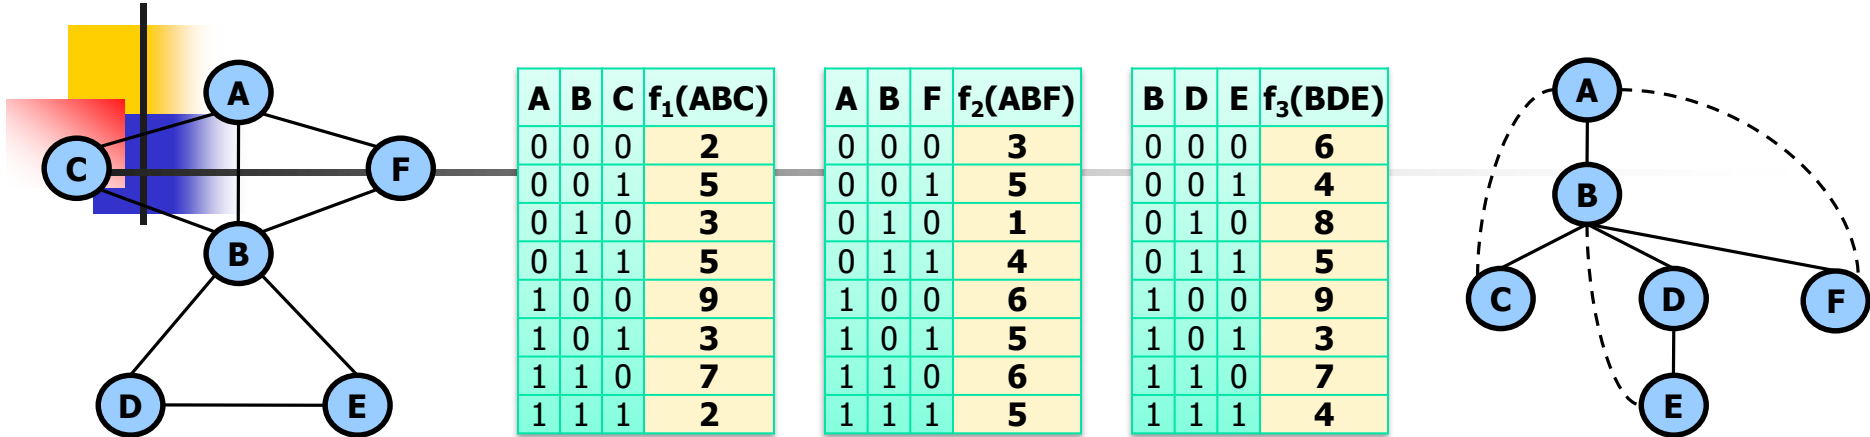 A
C
F
B
D
E
A B C f₁(ABC)
0 0 0 2
0 0 1 5
0 1 0 3
0 1 1 5
1 0 0 9
1 0 1 3
1 1 0 7
1 1 1 2
A B F f₂(ABF)
0 0 0 3
0 0 1 5
0 1 0 1
0 1 1 4
1 0 0 6
1 0 1 5
1 1 0 6
1 1 1 5
B D E f₃(BDE)
0 0 0 6
0 0 1 4
0 1 0 8
0 1 1 5
1 0 0 9
1 0 1 3
1 1 0 7
1 1 1 4
A
B
C D F
E